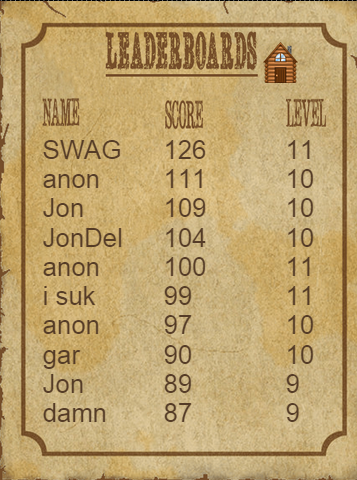 LEADERBOARDS
NAME SCORE LEVEL
SWAG 126 11
anon 111 10
Jon 109 10
JonDel 104 10
anon 100 11
i suk 99 11
anon 97 10
gar 90 10
Jon 89 9
damn 87 9